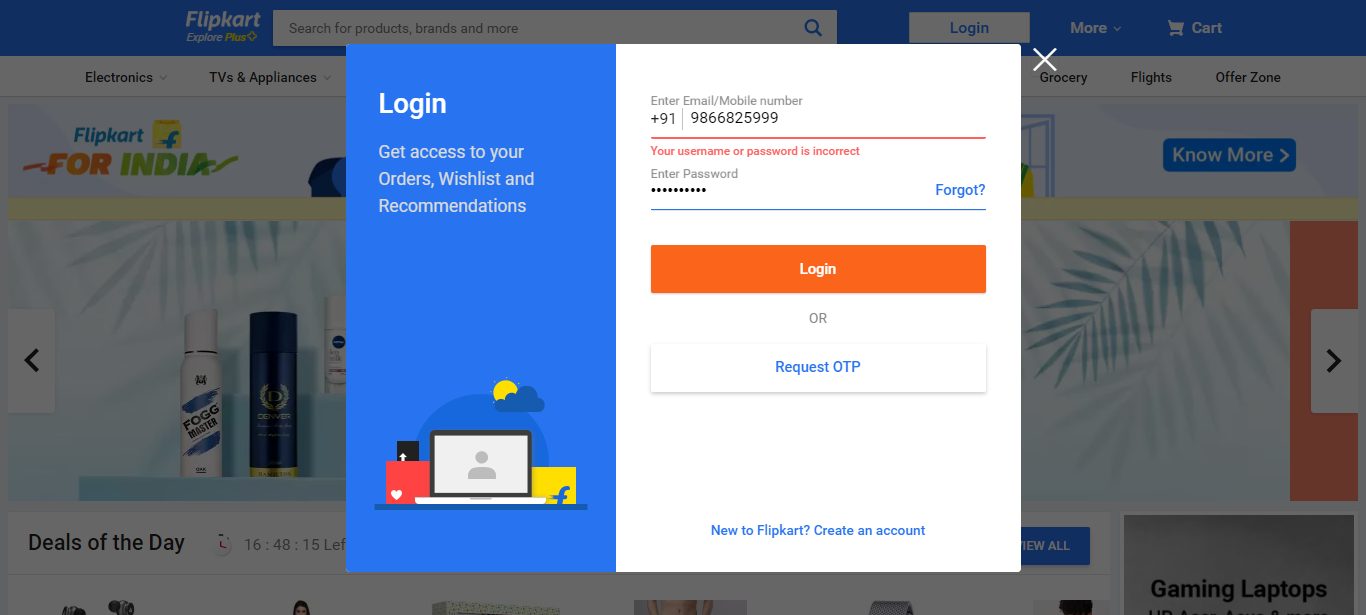 Flipkart
Explore Plus
Search for products, brands and more
Login
More
Cart
Electronics
TVs & Appliances
Grocery
Flights
Offer Zone
Flipkart
FOR INDIA
Know More
Login
Get access to your
Orders, Wishlist and
Recommendations
Enter Email/Mobile number
+91 9866825999
Your username or password is incorrect
Enter Password
••••••••••
Forgot?
Login
OR
Request OTP
New to Flipkart? Create an account
FOGG
MASTER
DENVER
HAMILTON
NIVEA
Deals of the Day
16 : 48 : 15 Lef
VIEW ALL
Gaming Laptops